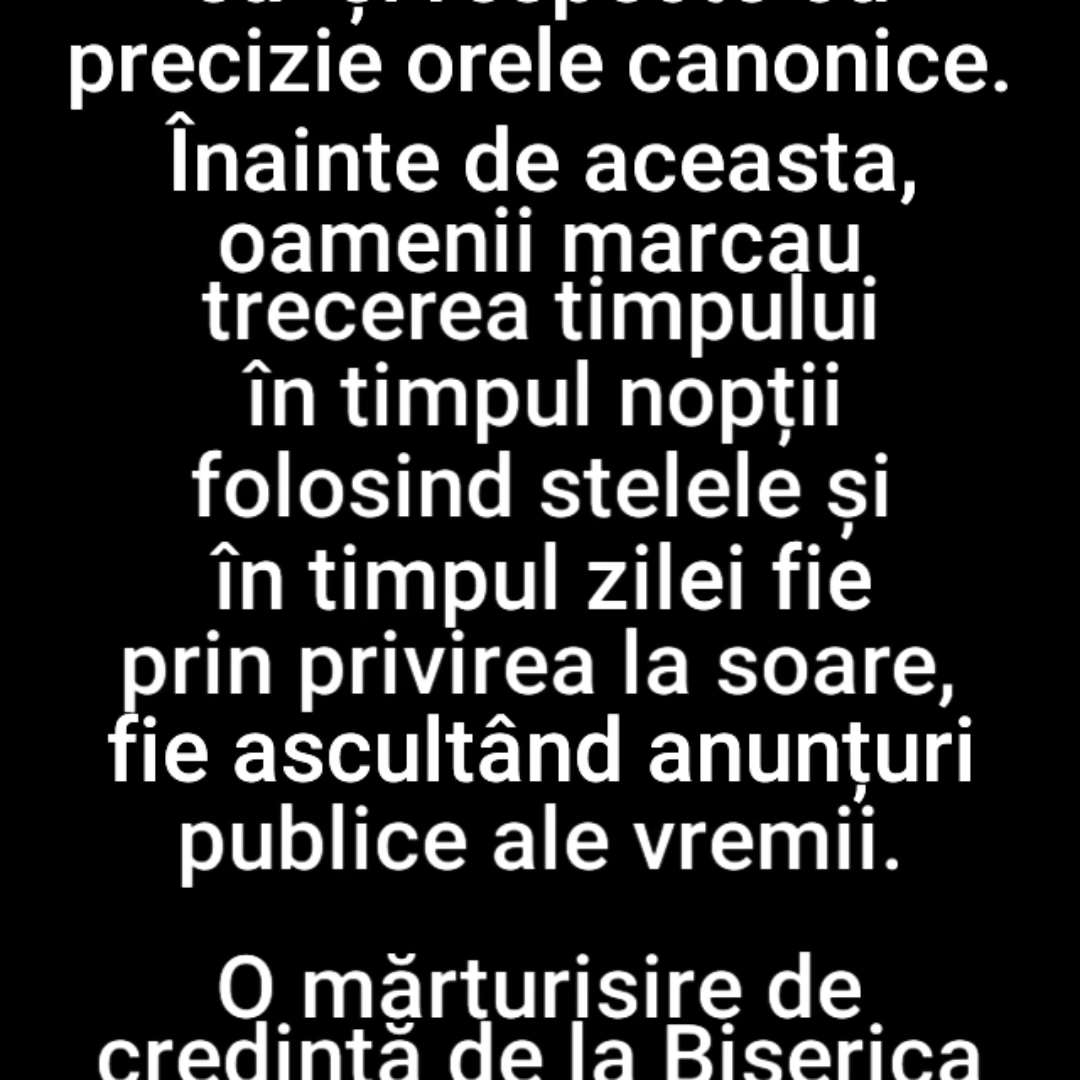 precizie orele canonice.
Înainte de aceasta,
oamenii marcau
trecerea timpului
în timpul nopții
folosind stelele și
în timpul zilei fie
prin privirea la soare,
fie ascultând anunțuri
publice ale vremii.
O mărturisire de
credință de la Biserica